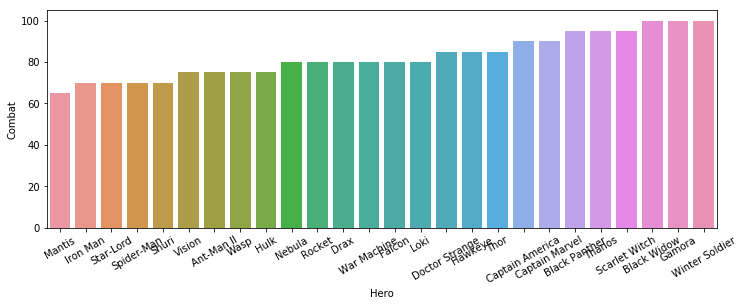 100
80
60
40
20
0
Combat
Mantis
Iron Man
Star-Lord
Spider-Man
Shuri
Vision
Ant-Man II
Wasp
Hulk
Nebula
Rocket
Drax
War Machine
Falcon
Loki
Doctor Strange
Hawkeye
Thor
Captain America
Captain Marvel
Black Panther
Thanos
Scarlet Witch
Black Widow
Gamora
Winter Soldier
Hero